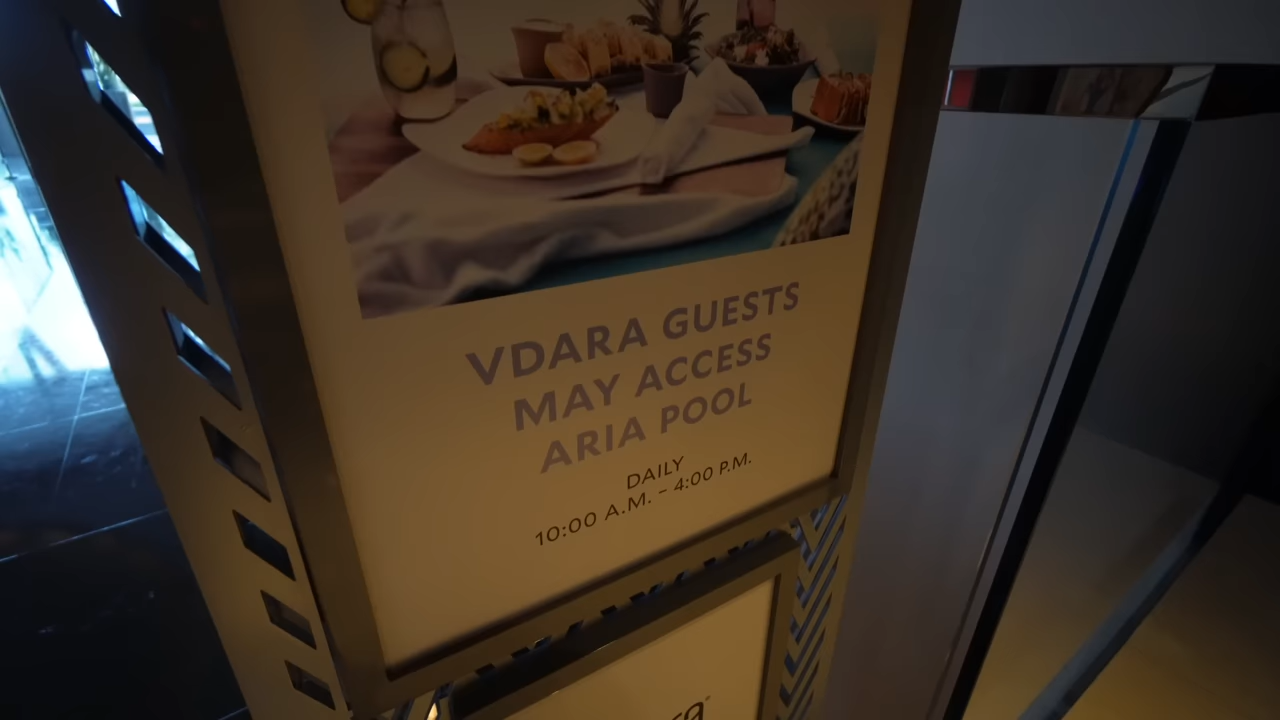 VDARA GUESTS
MAY ACCESS
ARIA POOL
DAILY
10:00 A.M. – 4:00 P.M.